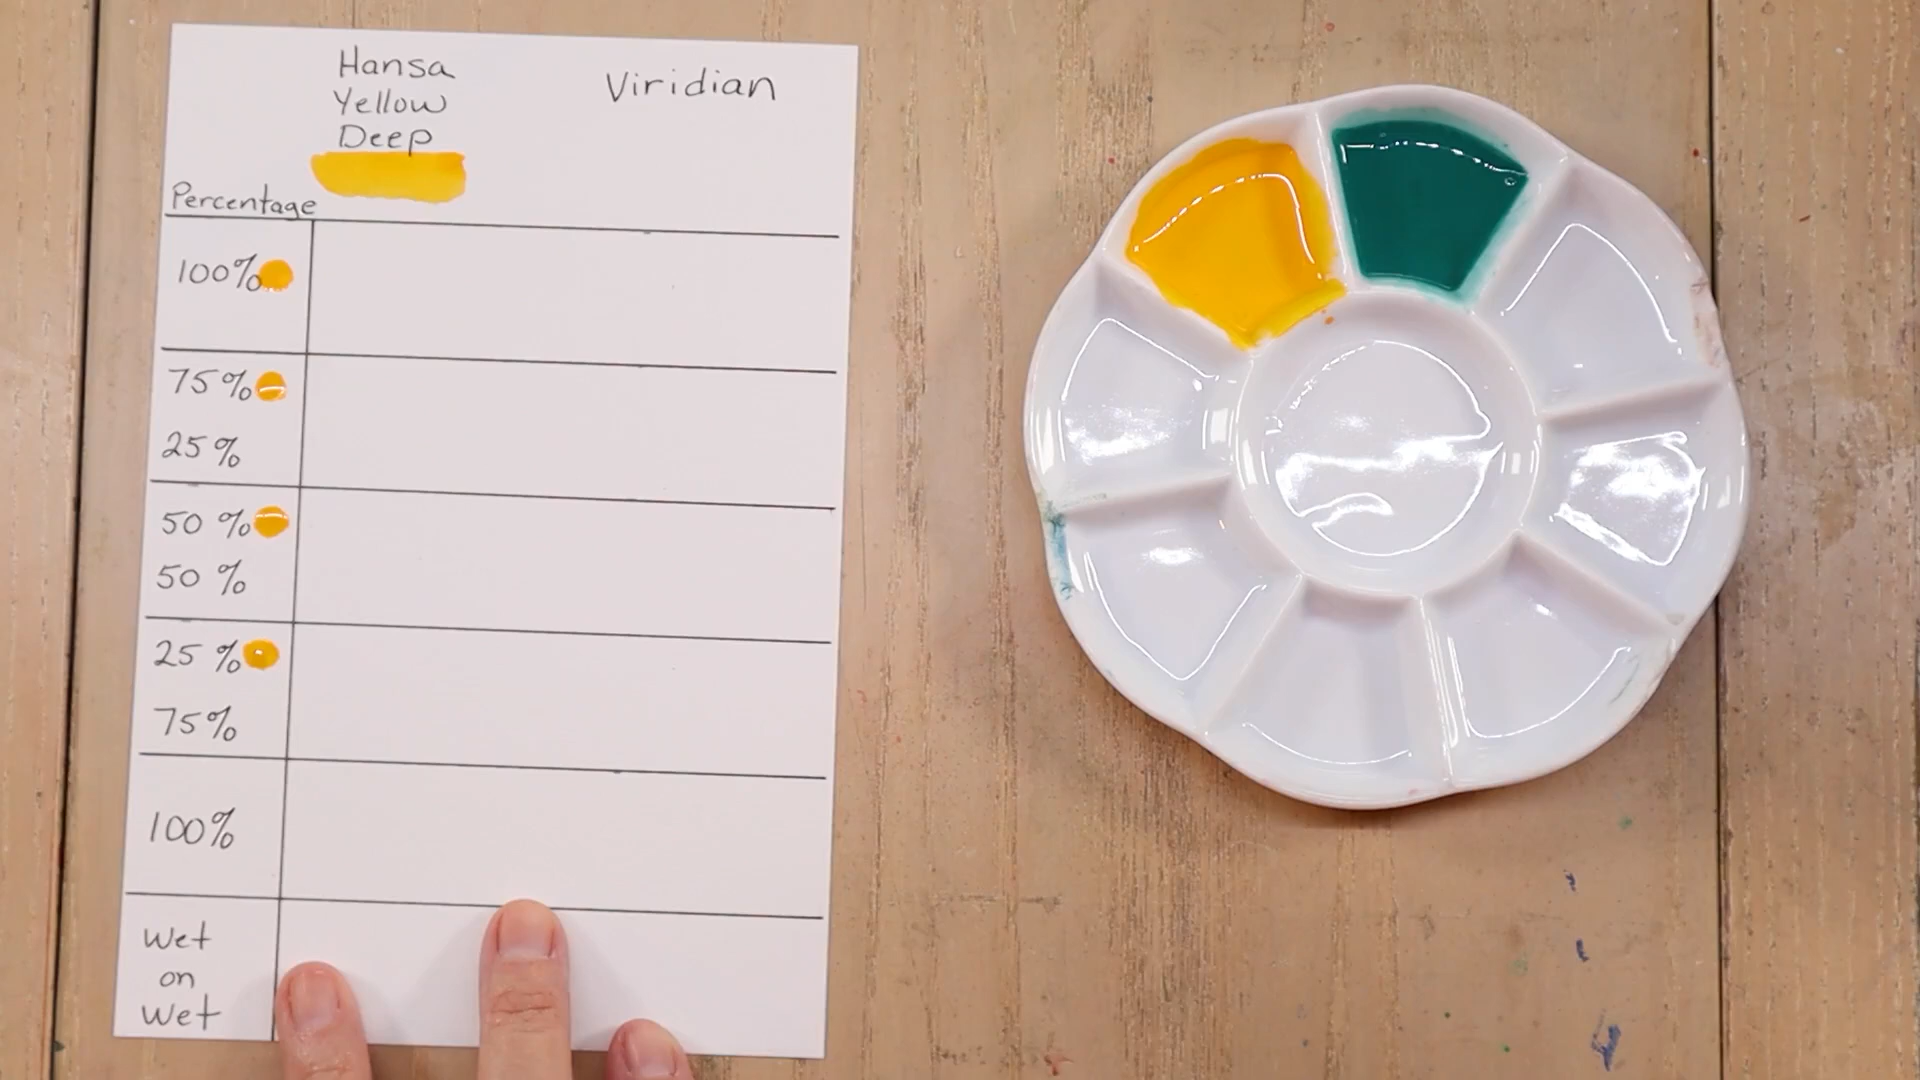 Hansa
Yellow
Deep
Viridian
Percentage
100%
75%
25%
50%
50%
25%
75%
100%
Wet
on
Wet